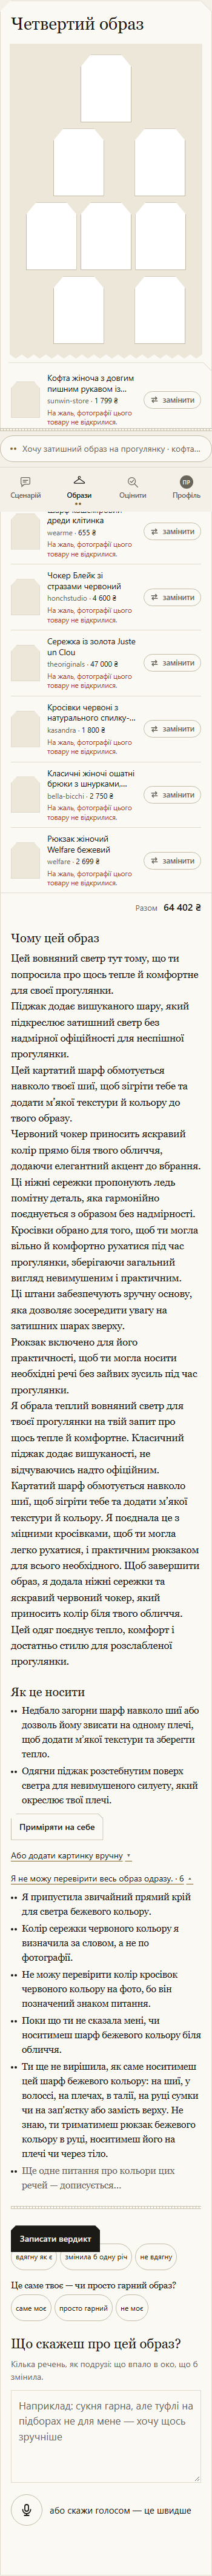 Четвертий образ
Кофта жіноча з довгим
пишним рукавом із…
sunwin-store · 1 799 ₴
На жаль, фотографії цього
товару не відкрилися.
замінити
Хочу затишний образ на прогулянку · кофта…
Сценарій
Образи
Оцінити
ПР
Профіль
дреди клітинка
wearme · 655 ₴
На жаль, фотографії цього
товару не відкрилися.
замінити
Чокер Блейк зі
стразами червоний
honchstudio · 4 600 ₴
На жаль, фотографії цього
товару не відкрилися.
замінити
Сережка із золота Juste
un Clou
theoriginals · 47 000 ₴
На жаль, фотографії цього
товару не відкрилися.
замінити
Кросівки червоні з
натурального спилку-…
kasandra · 1 800 ₴
На жаль, фотографії цього
товару не відкрилися.
замінити
Класичні жіночі ошатні
брюки з шнурками,…
bella-bicchi · 2 750 ₴
На жаль, фотографії цього
товару не відкрилися.
замінити
Рюкзак жіночий
Welfare бежевий
welfare · 2 699 ₴
На жаль, фотографії цього
товару не відкрилися.
замінити
Разом 64 402 ₴
Чому цей образ
Цей вовняний светр тут тому, що ти
попросила про щось тепле й комфортне
для своєї прогулянки.
Піджак додає вишуканого шару, який
підкреслює затишний светр без
надмірної офіційності для неспішної
прогулянки.
Цей картатий шарф обмотується
навколо твоєї шиї, щоб зігріти тебе та
додати м’якої текстури й кольору до
твого образу.
Червоний чокер приносить яскравий
колір прямо біля твого обличчя,
додаючи елегантний акцент до вбрання.
Ці ніжні сережки пропонують ледь
помітну деталь, яка гармонійно
поєднується з образом без надмірності.
Кросівки обрано для того, щоб ти могла
вільно й комфортно рухатися під час
прогулянки, зберігаючи загальний
вигляд невимушеним і практичним.
Ці штани забезпечують зручну основу,
яка дозволяє зосередити увагу на
затишних шарах зверху.
Рюкзак включено для його
практичності, щоб ти могла носити
необхідні речі без зайвих зусиль під час
прогулянки.
Я обрала теплий вовняний светр для
твоєї прогулянки на твій запит про
щось тепле й комфортне. Класичний
піджак додає вишуканості, не
відчуваючись надто офіційним.
Картатий шарф обмотується навколо
шиї, щоб зігріти тебе та додати м’якої
текстури й кольору. Я поєднала це з
міцними кросівками, щоб ти могла
легко рухатися, і практичним рюкзаком
для всього необхідного. Щоб завершити
образ, я додала ніжні сережки та
яскравий червоний чокер, який
приносить колір біля твого обличчя.
Цей одяг поєднує тепло, комфорт і
достатньо стилю для розслабленої
прогулянки.
Як це носити
Недбало загорни шарф навколо шиї або
дозволь йому звисати на одному плечі,
щоб додати м’якої текстури та зберегти
тепло.
Одягни піджак розстебнутим поверх
светра для невимушеного силуету, який
окреслює твої плечі.
Приміряти на себе
Або додати картинку вручну
Я не можу перевірити весь образ одразу. · 6
Я припустила звичайний прямий крій
для светра бежевого кольору.
Колір сережки червоного кольору я
визначила за словом, а не по
фотографії.
Не можу перевірити колір кросівок
червоного кольору на фото, бо він
позначений знаком питання.
Поки що ти не сказала мені, чи
носитимеш шарф бежевого кольору біля
обличчя.
Ти ще не вирішила, як саме носитимеш
цей шарф бежевого кольору: на шиї, у
волоссі, на плечах, в талії, на руці сумки
чи на зап’ястку або замість верху. Не
знаю, ти триматимеш рюкзак бежевого
кольору в руці, носитимеш його на
плечі чи через тіло.
Ще одне питання про кольори цих
речей — дописується…
Записати вердикт
вдягну як є
змінила б одну річ
не вдягну
Це саме твоє — чи просто гарний образ?
саме моє
просто гарний
не моє
Що скажеш про цей образ?
Кілька речень, як подрузі: що впало в око, що б
змінила.
Наприклад: сукня гарна, але туфлі на
підборах не для мене — хочу щось
зручніше
або скажи голосом — це швидше